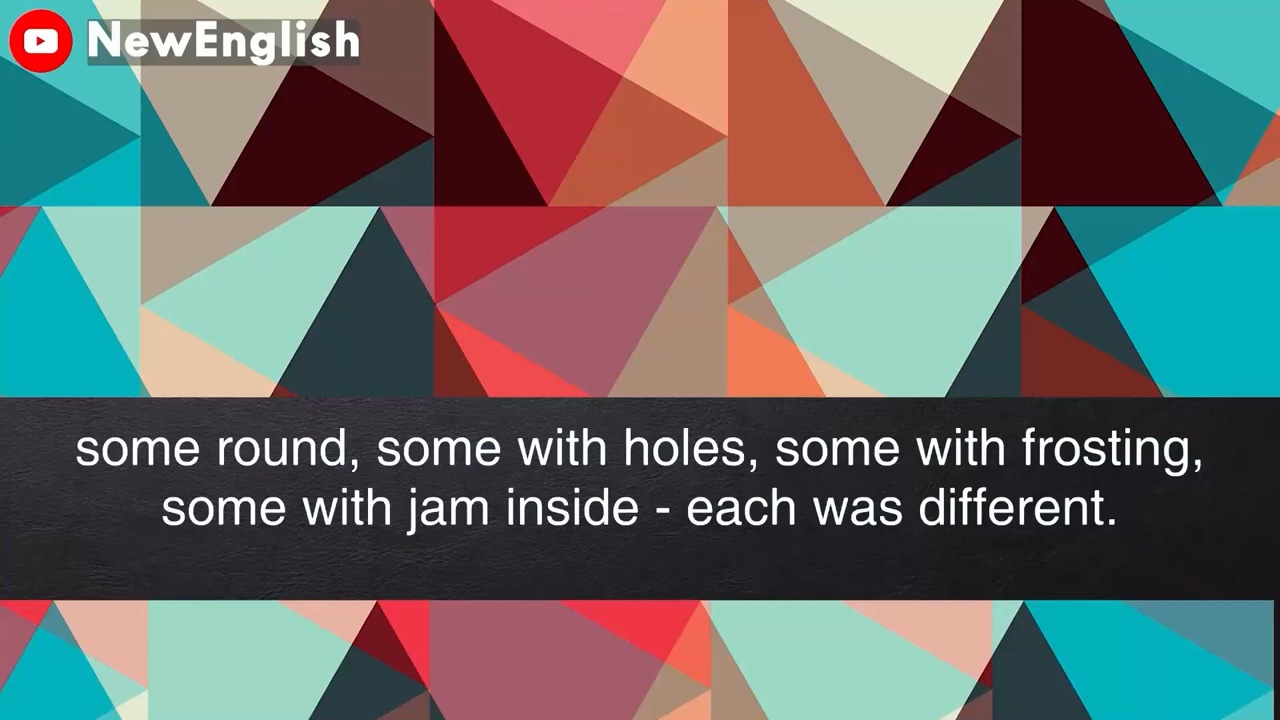 NewEnglish
some round, some with holes, some with frosting,
some with jam inside - each was different.